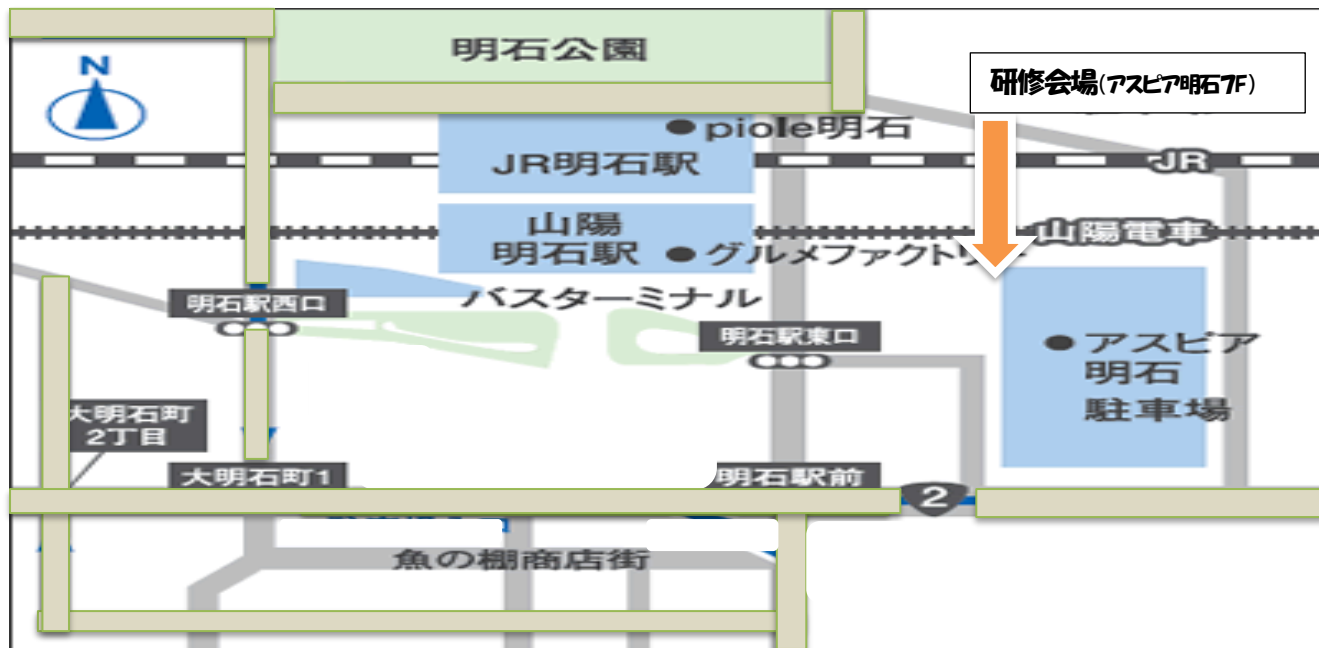 明石公園
N
研修会場(アスピア明石7F)
piole明石
JR明石駅
JR
山陽
明石駅
グルメファクトリー
山陽電車
バスターミナル
明石駅西口
明石駅東口
アスピア
明石
駐車場
大明石町
2丁目
大明石町1
明石駅前
2
魚の棚商店街